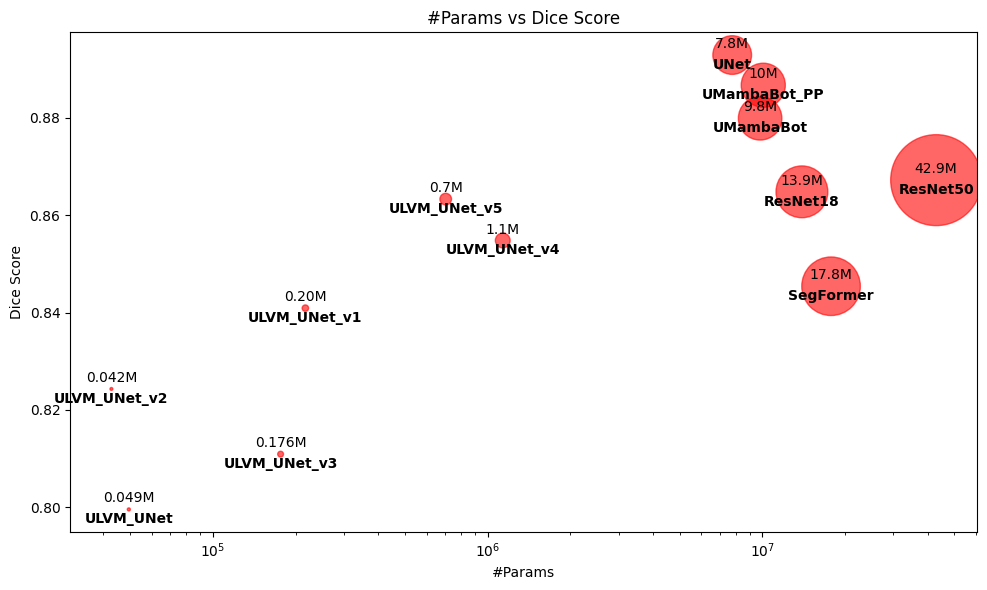 #Params vs Dice Score
7.8M
UNet
10M
UMambaBot_PP
9.8M
UMambaBot
42.9M
ResNet50
13.9M
ResNet18
0.7M
ULVM_UNet_v5
1.1M
ULVM_UNet_v4
17.8M
SegFormer
0.20M
ULVM_UNet_v1
0.042M
ULVM_UNet_v2
0.176M
ULVM_UNet_v3
0.049M
ULVM_UNet
0.88
0.86
0.84
0.82
0.80
Dice Score
10^5
10^6
10^7
#Params